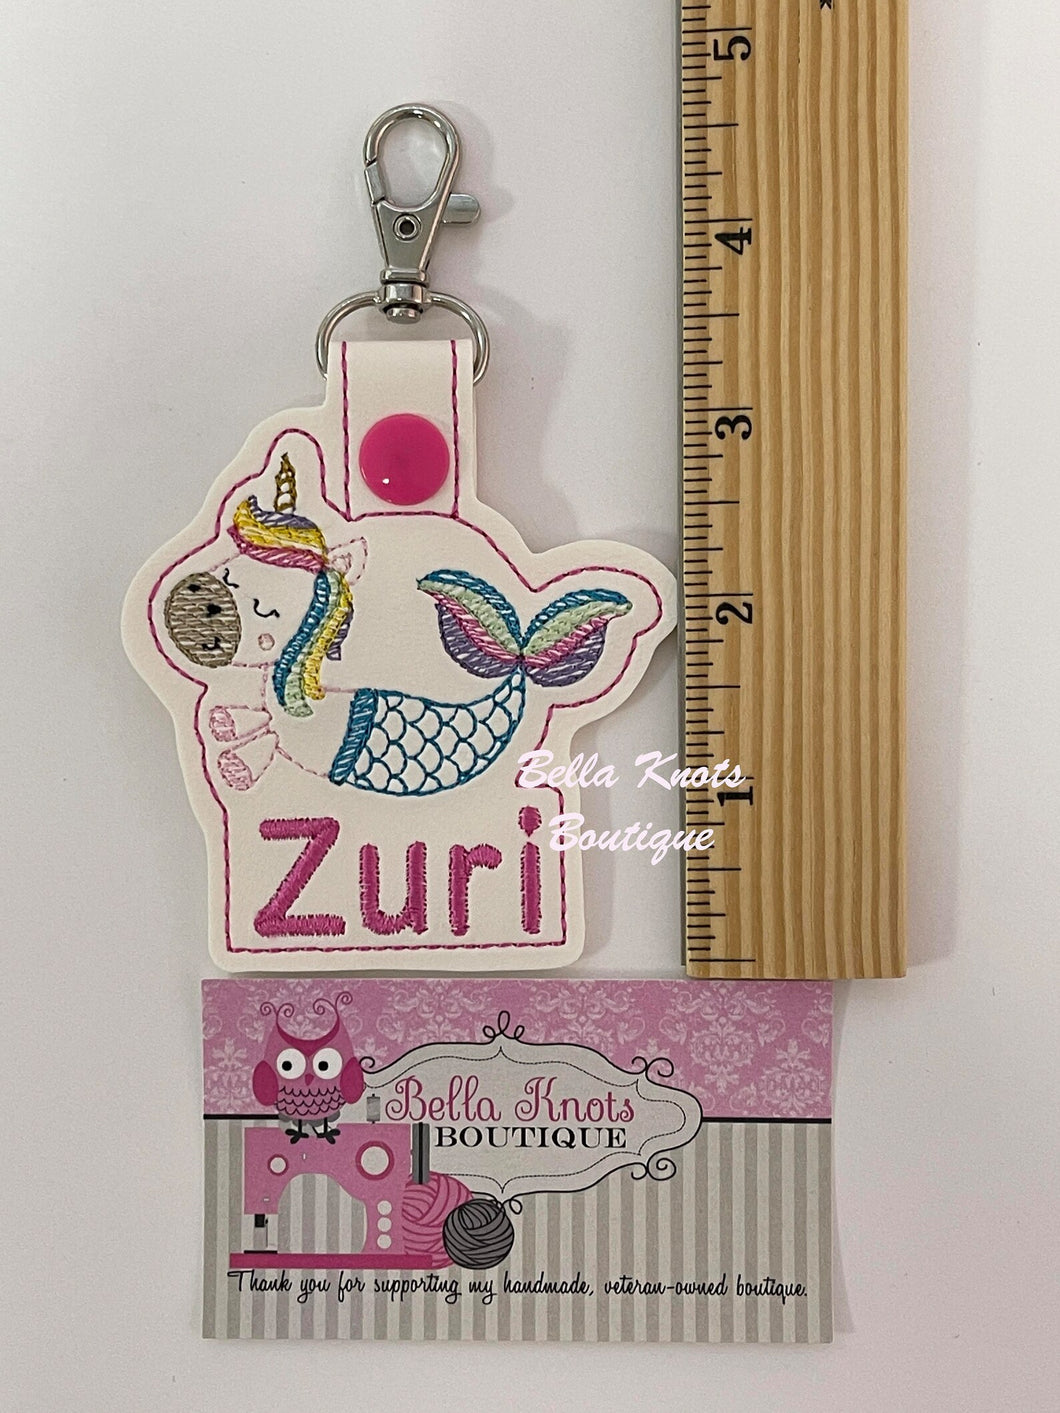 5
4
3
2
1
Zuri
Bella Knots
Boutique
Bella Knots
BOUTIQUE
Thank you for supporting my handmade, veteran-owned boutique.